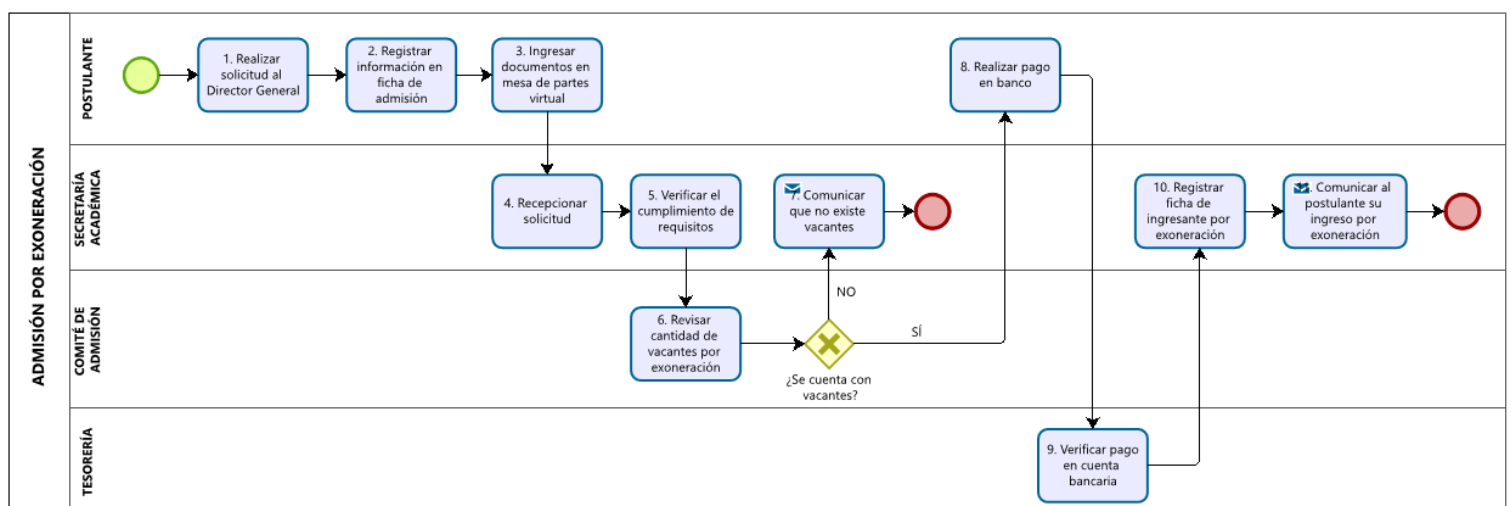 ADMISIÓN POR EXONERACIÓN
POSTULANTE
1. Realizar
solicitud al
Director General
2. Registrar
información en
ficha de
admisión
3. Ingresar
documentos en
mesa de partes
virtual
8. Realizar pago
en banco
SECRETARÍA
ACADÉMICA
4. Recepcionar
solicitud
5. Verificar el
cumplimiento de
requisitos
7. Comunicar
que no existe
vacantes
10. Registrar
ficha de
ingresante por
exoneración
. Comunicar al
postulante su
ingreso por
exoneración
COMITÉ DE
ADMISIÓN
6. Revisar
cantidad de
vacantes por
exoneración
NO
SÍ
¿Se cuenta con
vacantes?
TESORERÍA
9. Verificar pago
en cuenta
bancaria